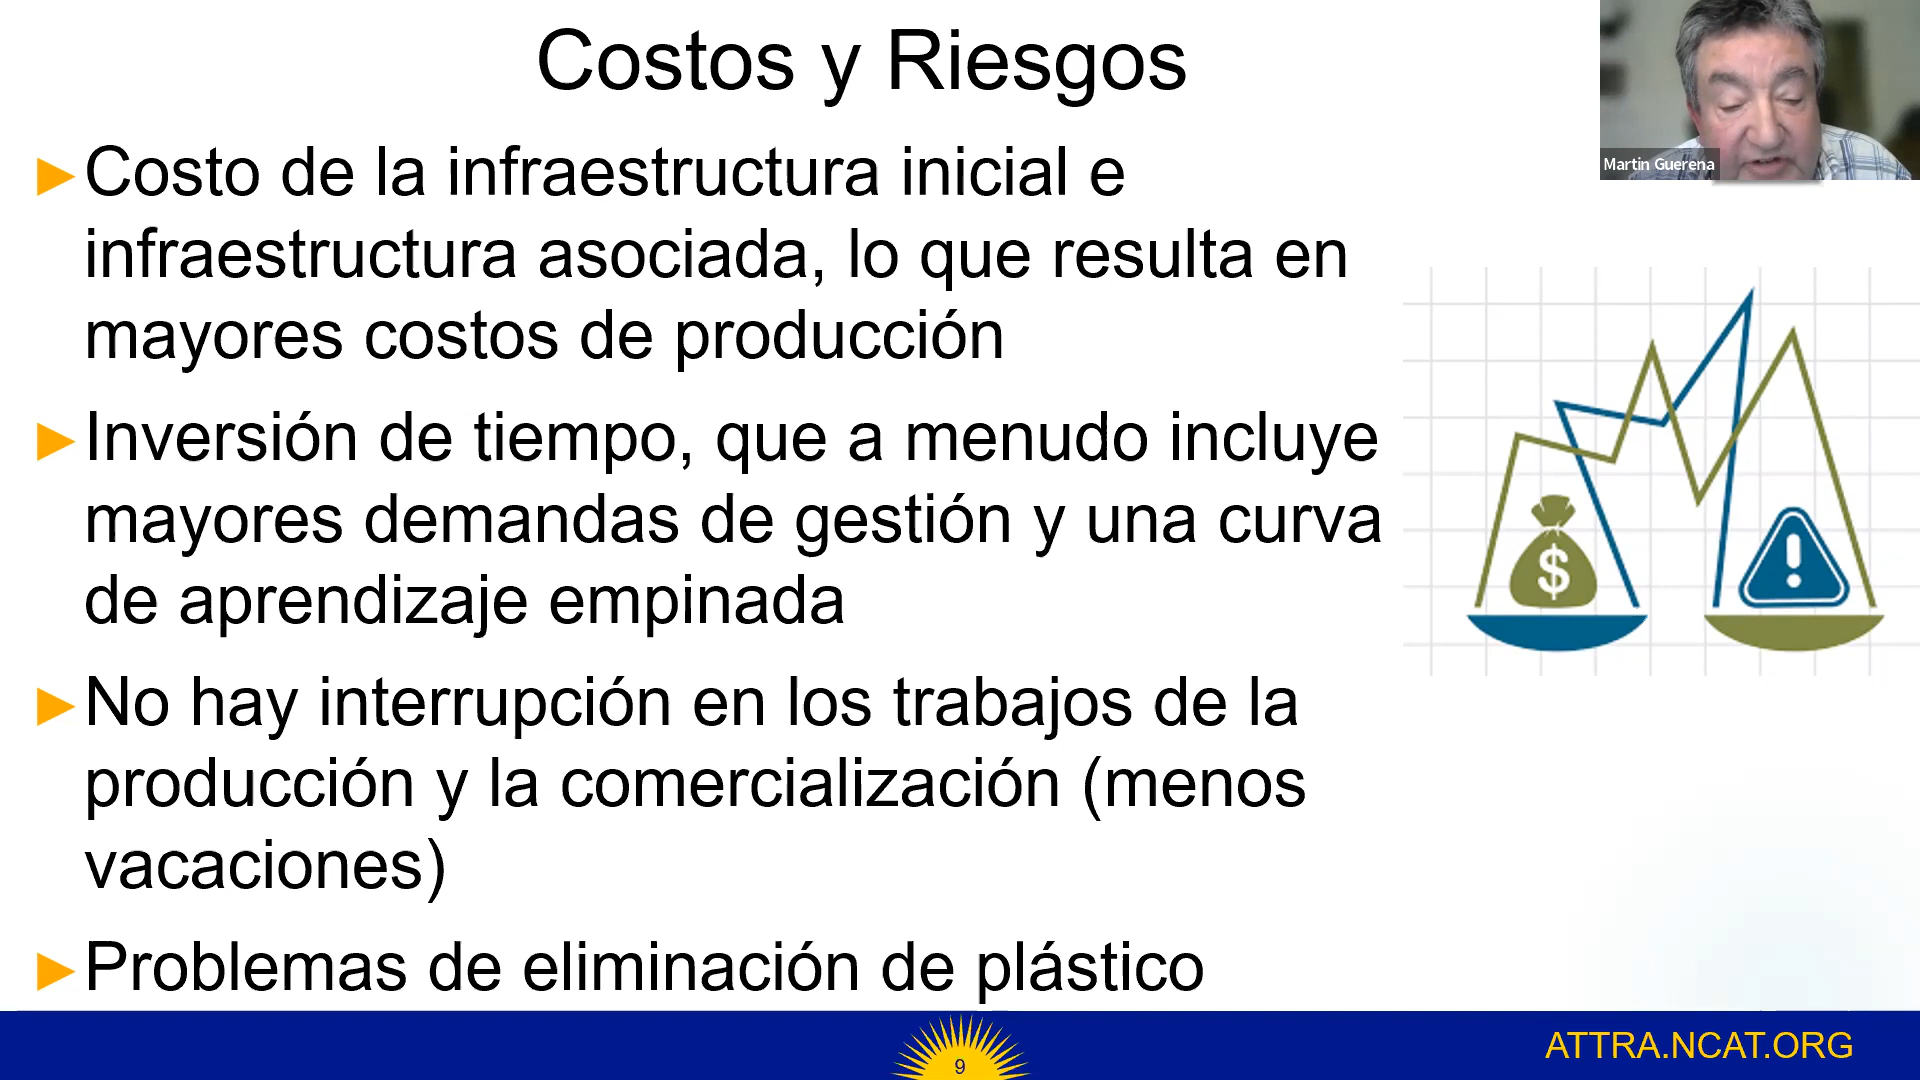 Costos y Riesgos
Martin Guerena
►Costo de la infraestructura inicial e
infraestructura asociada, lo que resulta en
mayores costos de producción
►Inversión de tiempo, que a menudo incluye
mayores demandas de gestión y una curva
de aprendizaje empinada
►No hay interrupción en los trabajos de la
producción y la comercialización (menos
vacaciones)
►Problemas de eliminación de plástico
$
!
9
ATTRA.NCAT.ORG